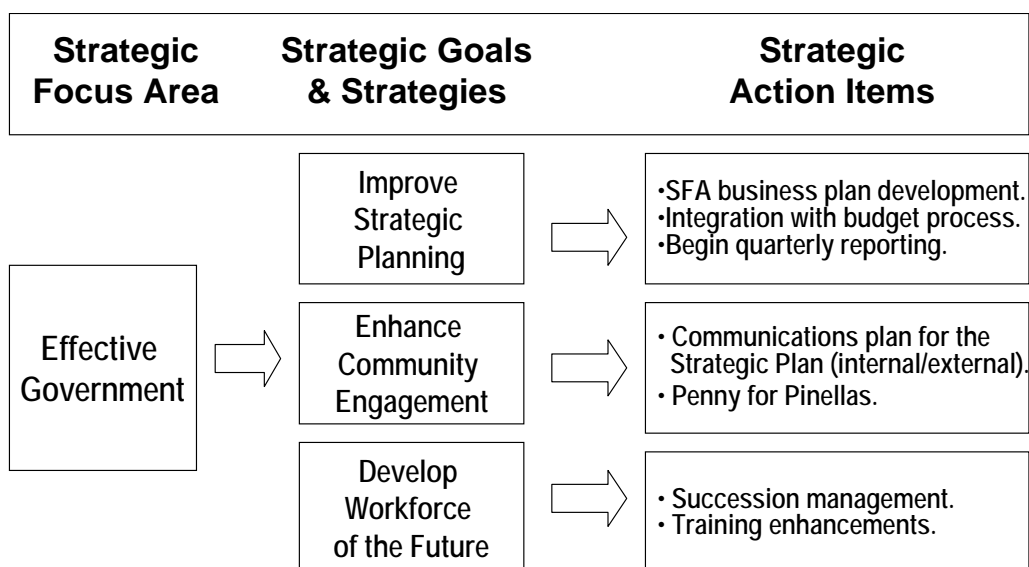 Strategic
Focus Area
Strategic Goals
& Strategies
Strategic
Action Items
Effective
Government
Improve
Strategic
Planning
•SFA business plan development.
•Integration with budget process.
•Begin quarterly reporting.
Enhance
Community
Engagement
• Communications plan for the
Strategic Plan (internal/external).
• Penny for Pinellas.
Develop
Workforce
of the Future
• Succession management.
• Training enhancements.